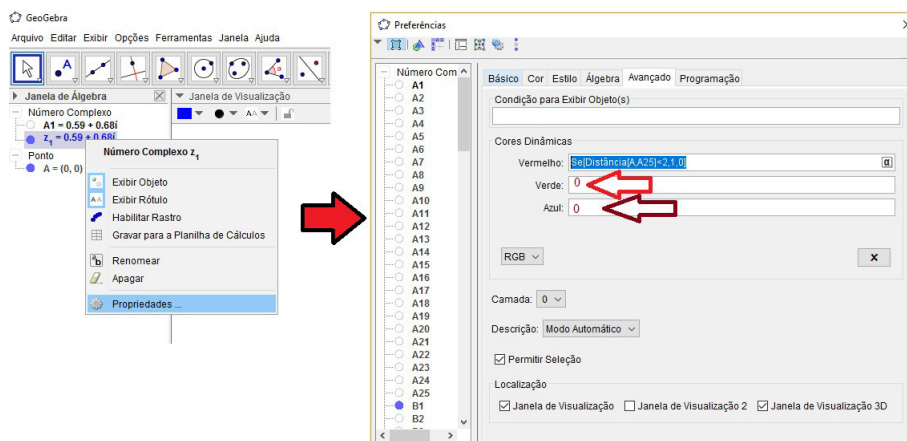 GeoGebra
Arquivo Editar Exibir Opções Ferramentas Janela Ajuda
Janela de Álgebra
Janela de Visualização
Número Complexo
A1 = 0.59 + 0.68í
z1 = 0.59 + 0.68í
Ponto
A = (0, 0)
AA
Número Complexo z1
Exibir Objeto
AA Exibir Rótulo
Habilitar Rastro
Gravar para a Planilha de Cálculos
Renomear
Apagar
Propriedades ...
Preferências
Número Com
A1
A2
A3
A4
A5
A6
A7
A8
A9
A10
A11
A12
A13
A14
A15
A16
A17
A18
A19
A20
A21
A22
A23
A24
A25
B1
Básico Cor Estilo Álgebra Avançado Programação
Condição para Exibir Objeto(s)
Cores Dinâmicas
Vermelho: Se[Distância[A,A25]<2,1,0] α
Verde: 0
Azul: 0
RGB x
Camada: 0
Descrição: Modo Automático
Permitir Seleção
Localização
Janela de Visualização Janela de Visualização 2 Janela de Visualização 3D